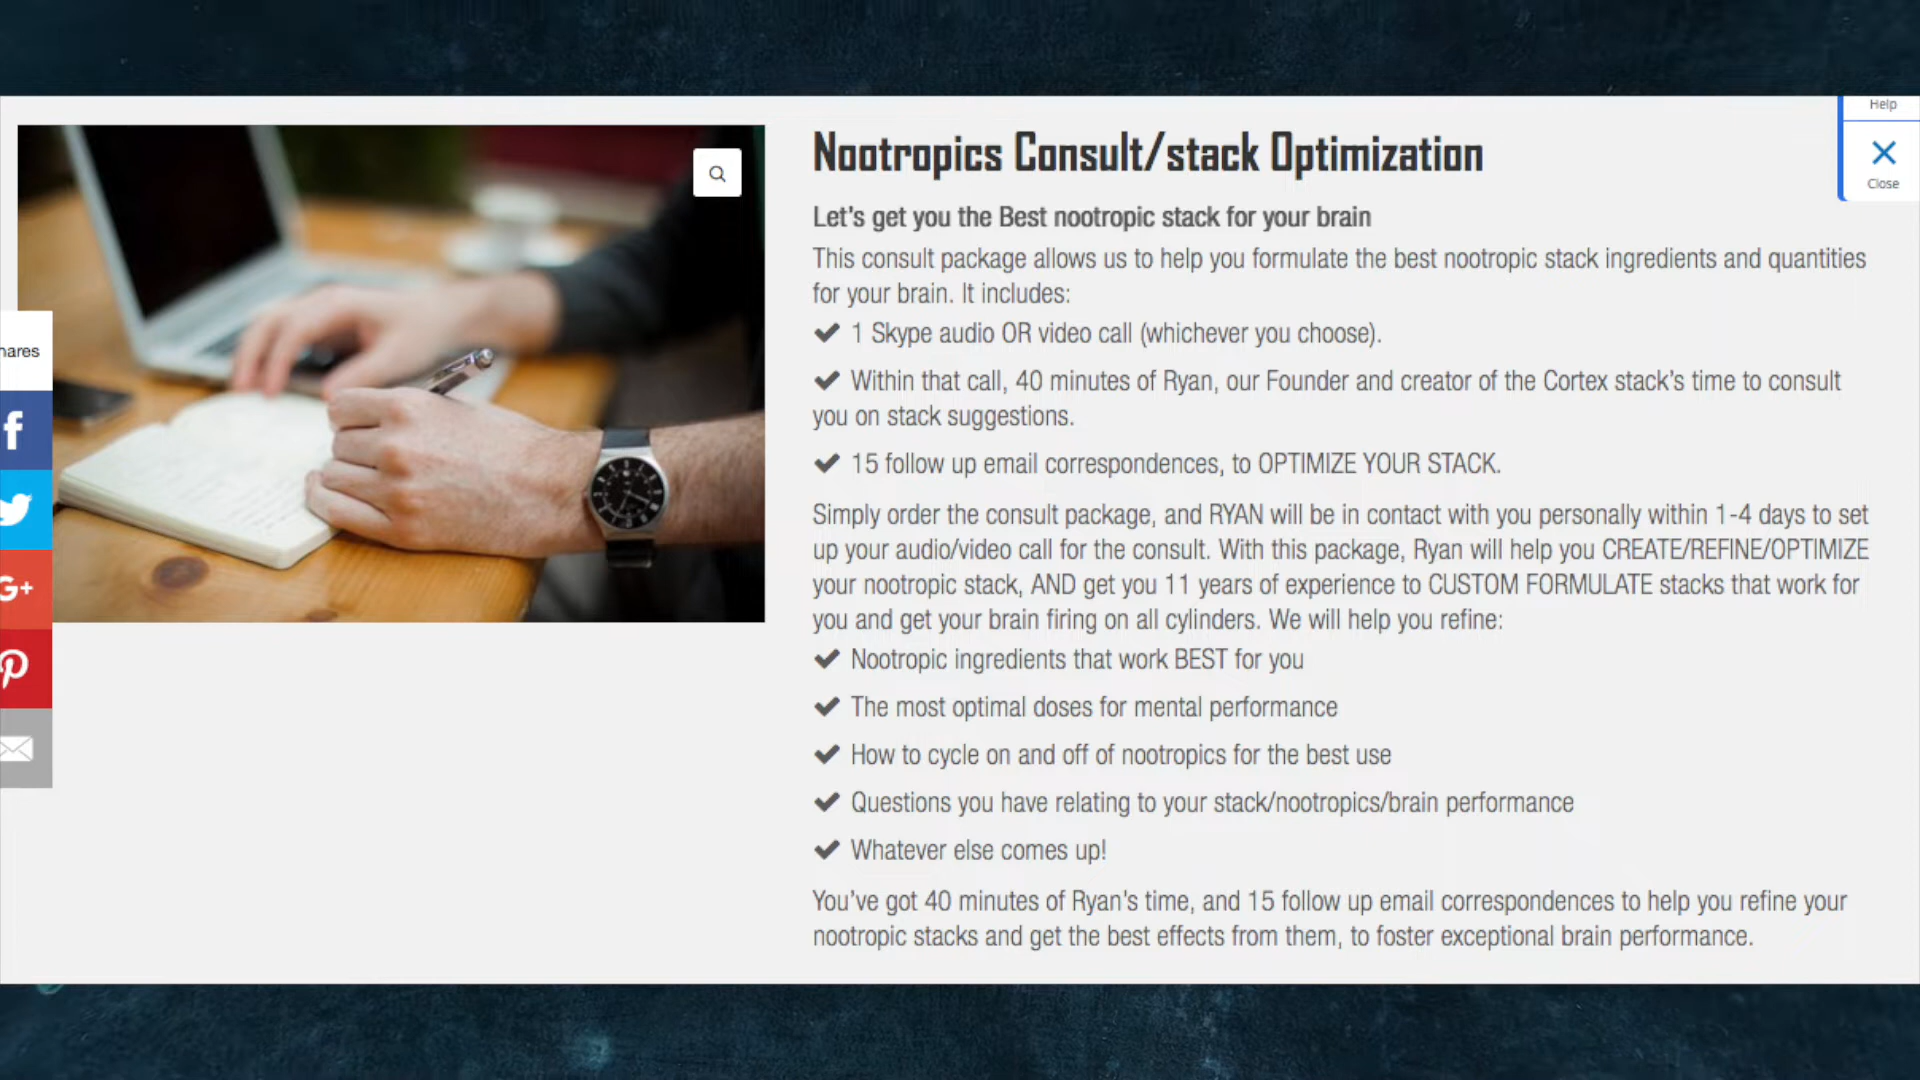 Help
Close
Nootropics Consult/stack Optimization
Let's get you the Best nootropic stack for your brain
This consult package allows us to help you formulate the best nootropic stack ingredients and quantities
for your brain. It includes:
✔ 1 Skype audio OR video call (whichever you choose).
✔ Within that call, 40 minutes of Ryan, our Founder and creator of the Cortex stack's time to consult
you on stack suggestions.
✔ 15 follow up email correspondences, to OPTIMIZE YOUR STACK.
Simply order the consult package, and RYAN will be in contact with you personally within 1-4 days to set
up your audio/video call for the consult. With this package, Ryan will help you CREATE/REFINE/OPTIMIZE
your nootropic stack, AND get you 11 years of experience to CUSTOM FORMULATE stacks that work for
you and get your brain firing on all cylinders. We will help you refine:
✔ Nootropic ingredients that work BEST for you
✔ The most optimal doses for mental performance
✔ How to cycle on and off of nootropics for the best use
✔ Questions you have relating to your stack/nootropics/brain performance
✔ Whatever else comes up!
You've got 40 minutes of Ryan's time, and 15 follow up email correspondences to help you refine your
nootropic stacks and get the best effects from them, to foster exceptional brain performance.
hares
f
G+